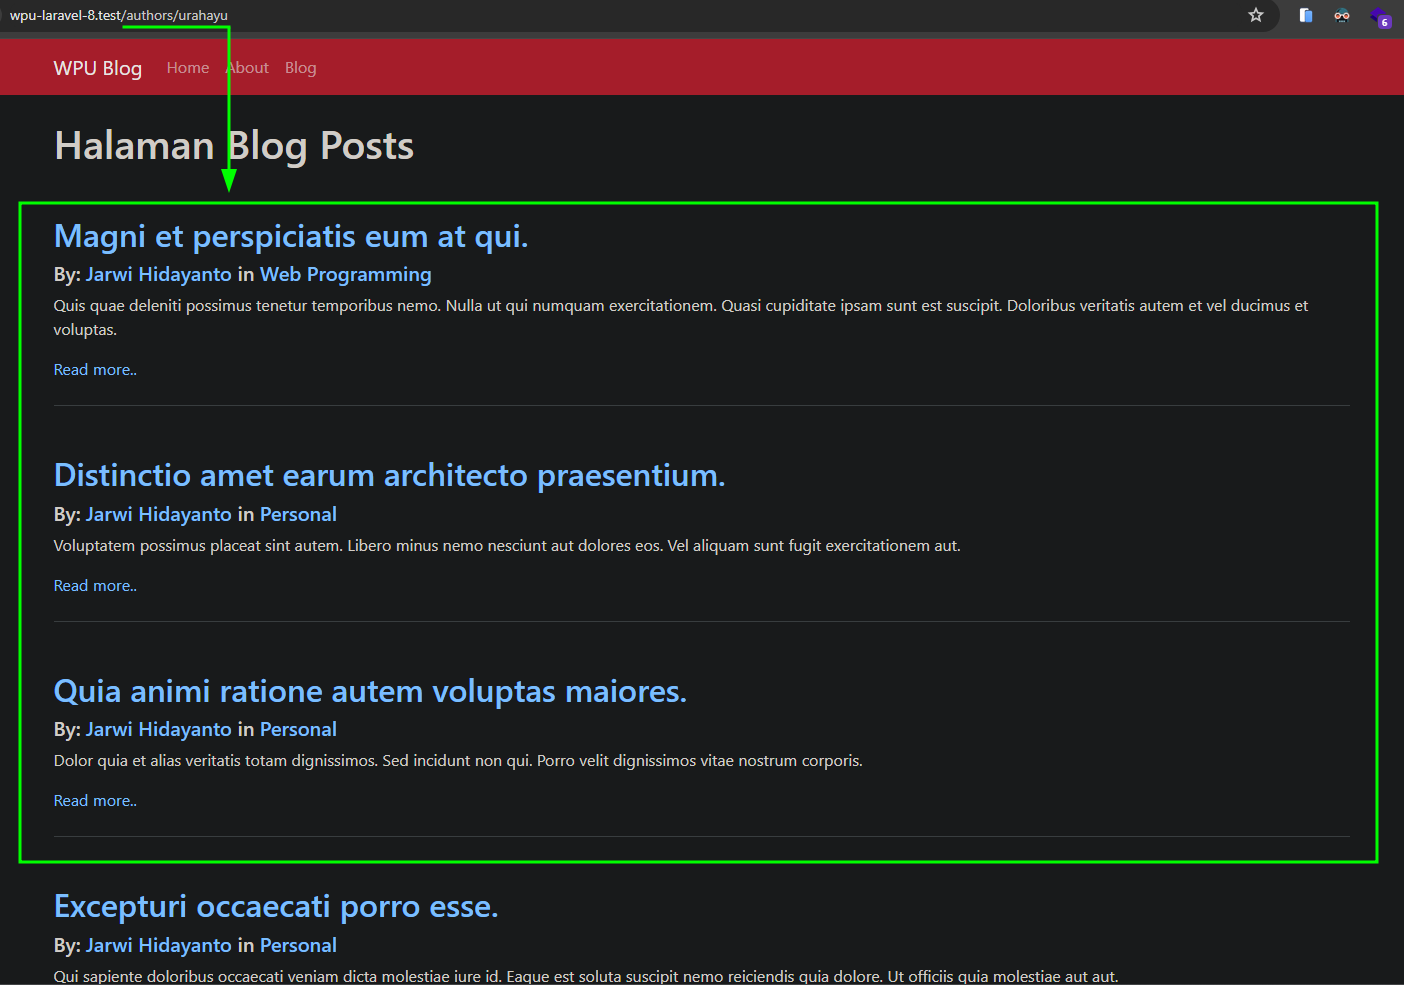 wpu-laravel-8.test/authors/urahayu
6
WPU Blog Home About Blog
Halaman Blog Posts
Magni et perspiciatis eum at qui.
By: Jarwi Hidayanto in Web Programming
Quis quae deleniti possimus tenetur temporibus nemo. Nulla ut qui numquam exercitationem. Quasi cupiditate ipsam sunt est suscipit. Doloribus veritatis autem et vel ducimus et
voluptas.
Read more..
Distinctio amet earum architecto praesentium.
By: Jarwi Hidayanto in Personal
Voluptatem possimus placeat sint autem. Libero minus nemo nesciunt aut dolores eos. Vel aliquam sunt fugit exercitationem aut.
Read more..
Quia animi ratione autem voluptas maiores.
By: Jarwi Hidayanto in Personal
Dolor quia et alias veritatis totam dignissimos. Sed incidunt non qui. Porro velit dignissimos vitae nostrum corporis.
Read more..
Excepturi occaecati porro esse.
By: Jarwi Hidayanto in Personal
Qui sapiente doloribus occaecati veniam dicta molestiae iure id. Eaque est soluta suscipit nemo reiciendis quia dolore. Ut officiis quia molestiae aut aut.